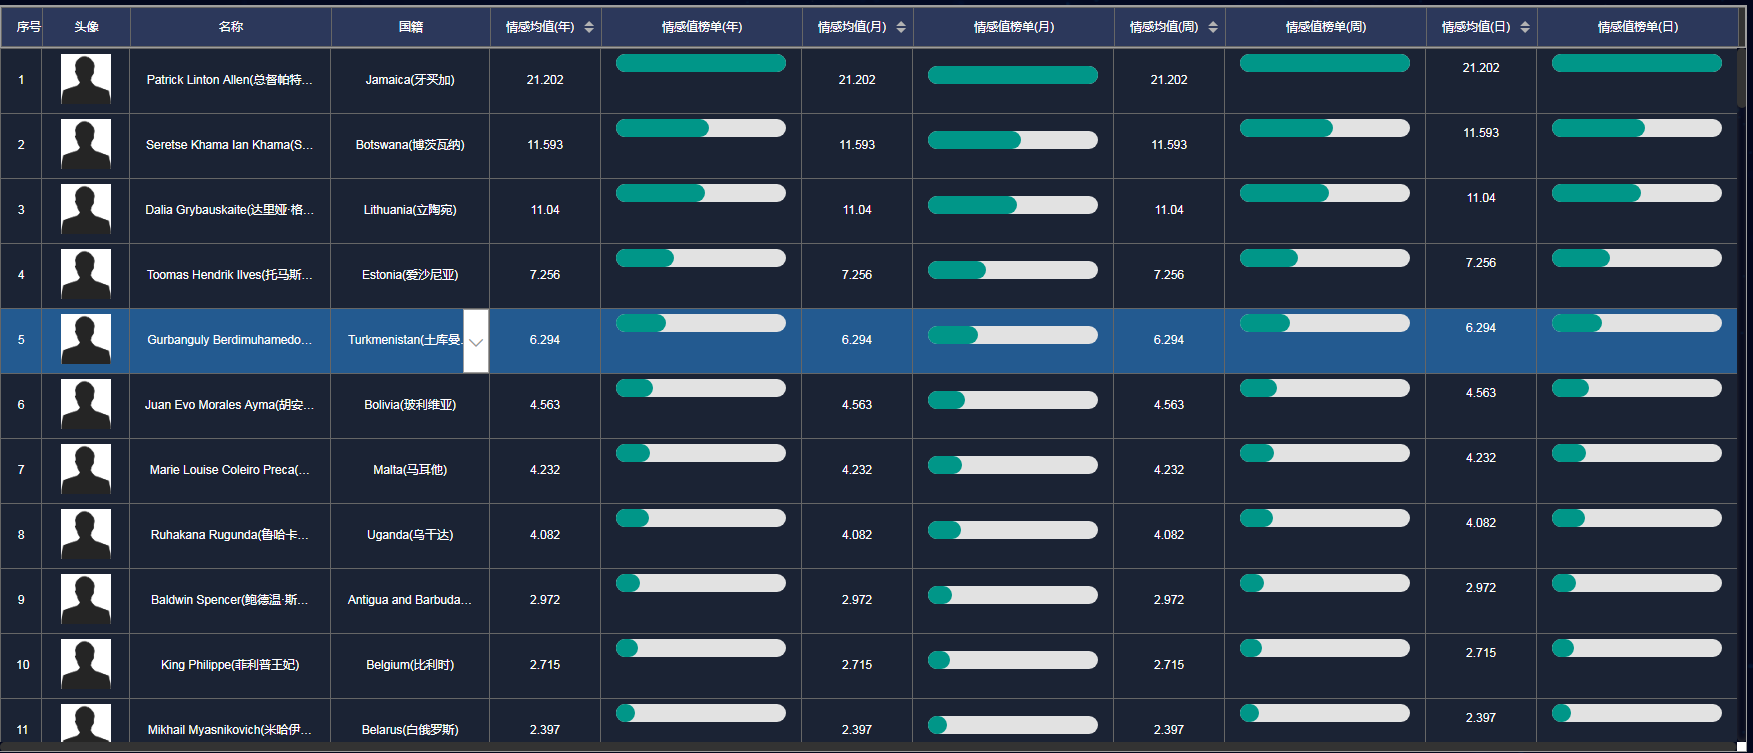 序号 头像 名称 国籍 情感均值(年) 情感值榜单(年) 情感均值(月) 情感值榜单(月) 情感均值(周) 情感值榜单(周) 情感均值(日) 情感值榜单(日)
1 Patrick Linton Allen(总督帕特... Jamaica(牙买加) 21.202 21.202 21.202 21.202
2 Seretse Khama Ian Khama(S... Botswana(博茨瓦纳) 11.593 11.593 11.593 11.593
3 Dalia Grybauskaite(达里娅·格... Lithuania(立陶宛) 11.04 11.04 11.04 11.04
4 Toomas Hendrik Ilves(托马斯... Estonia(爱沙尼亚) 7.256 7.256 7.256 7.256
5 Gurbanguly Berdimuhamedo... Turkmenistan(土库曼... 6.294 6.294 6.294 6.294
6 Juan Evo Morales Ayma(胡安... Bolivia(玻利维亚) 4.563 4.563 4.563 4.563
7 Marie Louise Coleiro Preca(... Malta(马耳他) 4.232 4.232 4.232 4.232
8 Ruhakana Rugunda(鲁哈卡... Uganda(乌干达) 4.082 4.082 4.082 4.082
9 Baldwin Spencer(鲍德温·斯... Antigua and Barbuda... 2.972 2.972 2.972 2.972
10 King Philippe(菲利普王妃) Belgium(比利时) 2.715 2.715 2.715 2.715
11 Mikhail Myasnikovich(米哈伊... Belarus(白俄罗斯) 2.397 2.397 2.397 2.397